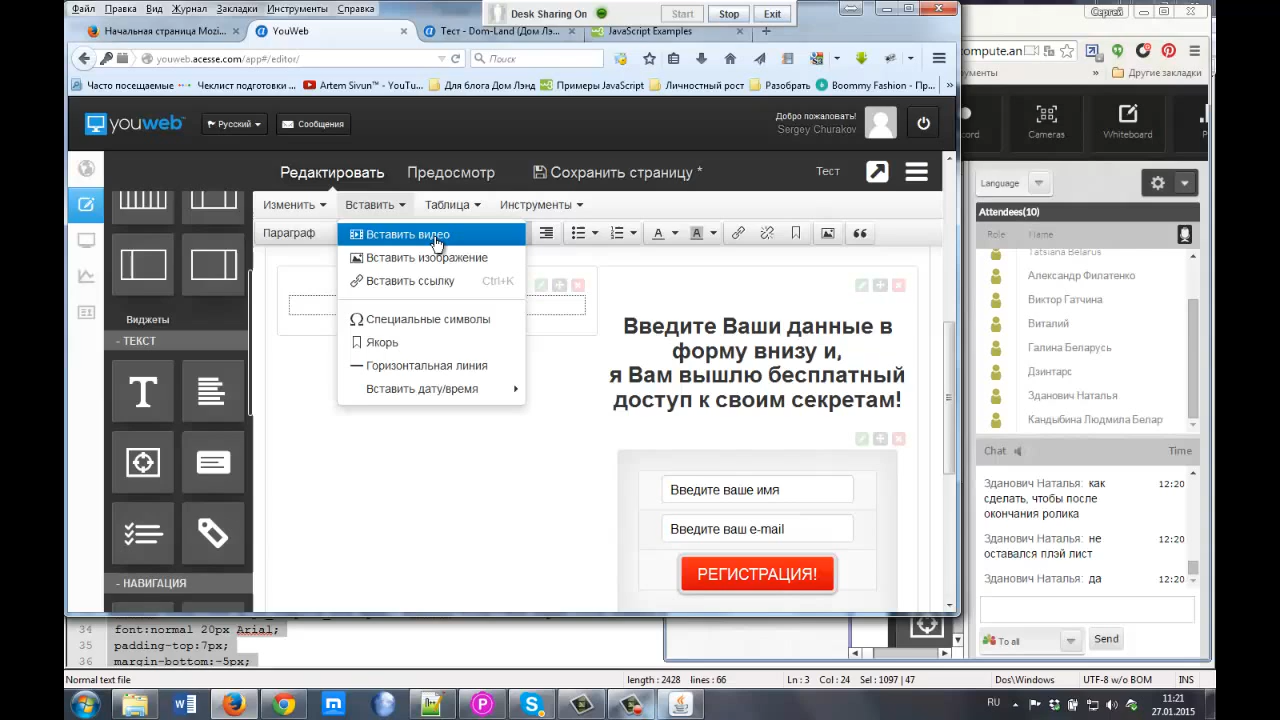 Файл Правка Вид Журнал Закладки Инструменты Справка
Desk Sharing On Start Stop Exit
Сергей
Начальная страница Mozi...
YouWeb
Тест - Dom-Land (Дом Лэ...
JavaScript Examples
youweb.acesse.com/app#/editor/
Поиск
compute.an
Часто посещаемые
Чеклист подготовки ...
Artem Sivun™ - YouTu...
Для блога Дом Лэнд
Примеры JavaScript
Личностный рост
Разобрать
Boommy Fashion - Пр...
Другие закладки
youweb
Русский
Сообщения
Добро пожаловать!
Sergey Churakov
Cameras
Whiteboard
Редактировать
Предосмотр
Сохранить страницу *
Тест
Language
Изменить
Вставить
Таблица
Инструменты
Attendees(10)
Role
Name
Параграф
Вставить видео
Вставить изображение
Вставить ссылку Ctrl+K
Специальные символы
Якорь
Горизонтальная линия
Вставить дату/время
Виджеты
- ТЕКСТ
- НАВИГАЦИЯ
Введите Ваши данные в
форму внизу и,
я Вам вышлю бесплатный
доступ к своим секретам!
Введите ваше имя
Введите ваш e-mail
РЕГИСТРАЦИЯ!
Tatsiana Belarus
Александр Филатенко
Виктор Гатчина
Виталий
Галина Беларусь
Дзинтарс
Зданович Наталья
Кандыбина Людмила Белар
Chat
Time
Зданович Наталья: как 12:20
сделать, чтобы после
окончания ролика
Зданович Наталья: не 12:20
оставался плэй лист
Зданович Наталья: да 12:20
To all
Send
34 font:normal 20px Arial;
35 padding-top:7px;
36 margin-bottom:-5px;
Normal text file
length : 2428 lines : 66
Ln : 3 Col : 24 Sel : 1097 | 47
Dos\Windows
UTF-8 w/o BOM
INS
RU
11:21
27.01.2015